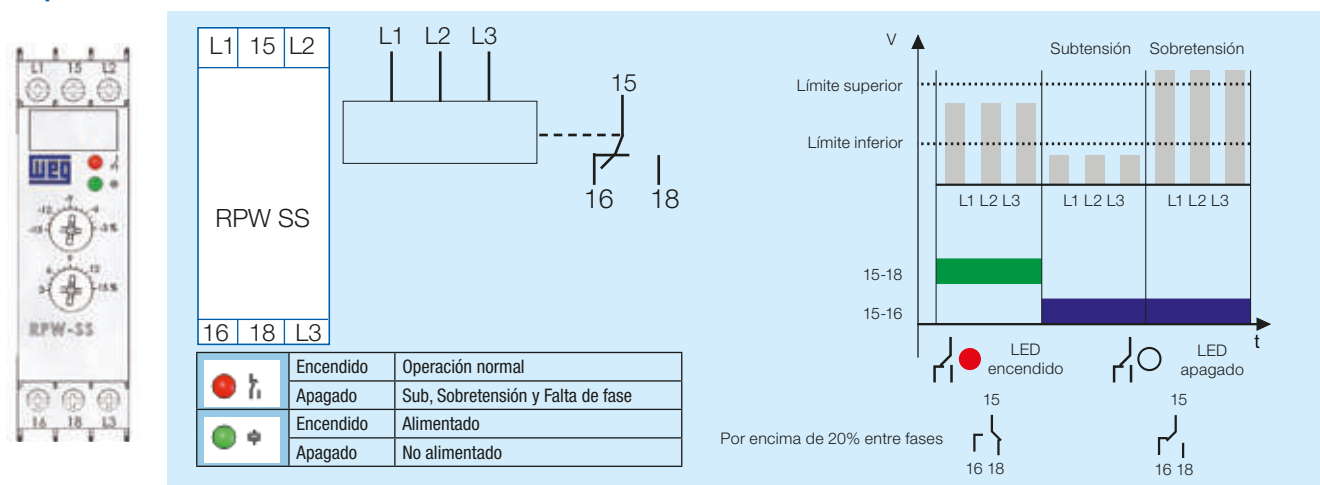 L1 15 L2
WEG
RPW-SS
16 18 L3
L1 15 L2
RPW SS
16 18 L3
L1 L2 L3
15
16 18
Encendido Operación normal
Apagado Sub, Sobretensión y Falta de fase
Encendido Alimentado
Apagado No alimentado
V
Subtensión Sobretensión
Límite superior
Límite inferior
L1 L2 L3 L1 L2 L3 L1 L2 L3
15-18
15-16
t
LED encendido
LED apagado
Por encima de 20% entre fases
15
16 18
15
16 18